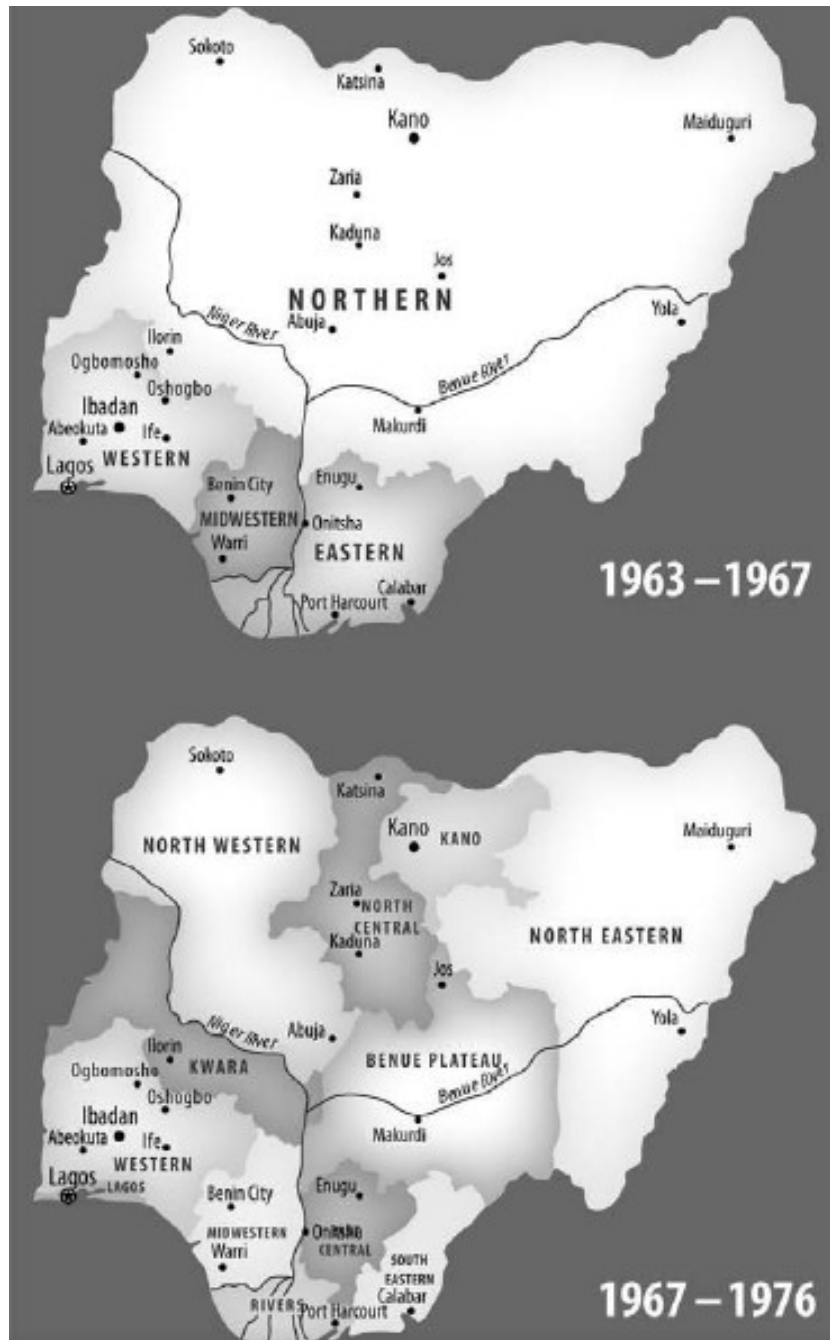 Sokoto
Katsina
Kano
Maiduguri
Zaria
Kaduna
Jos
NORTHERN
Abuja
Yola
Niger River
Ilorin
Ogbomosho
Oshogbo
Benue River
Ibadan
Makurdi
Abeokuta
Ife
WESTERN
Lagos
Enugu
Benin City
MIDWESTERN
Onitsha
Warri
EASTERN
1963 – 1967
Calabar
Port Harcourt
Sokoto
Katsina
Kano
KANO
Maiduguri
NORTH WESTERN
Zaria
NORTH
CENTRAL
Kaduna
NORTH EASTERN
Jos
Niger River
Abuja
Yola
Ilorin
KWARA
BENUE PLATEAU
Ogbomosho
Benue River
Oshogbo
Ibadan
Makurdi
Abeokuta
Ife
WESTERN
Lagos
LAGOS
Enugu
Benin City
MIDWESTERN
Onitsha
CENTRAL
Warri
SOUTH
EASTERN
Calabar
RIVERS
Port Harcourt
1967 – 1976